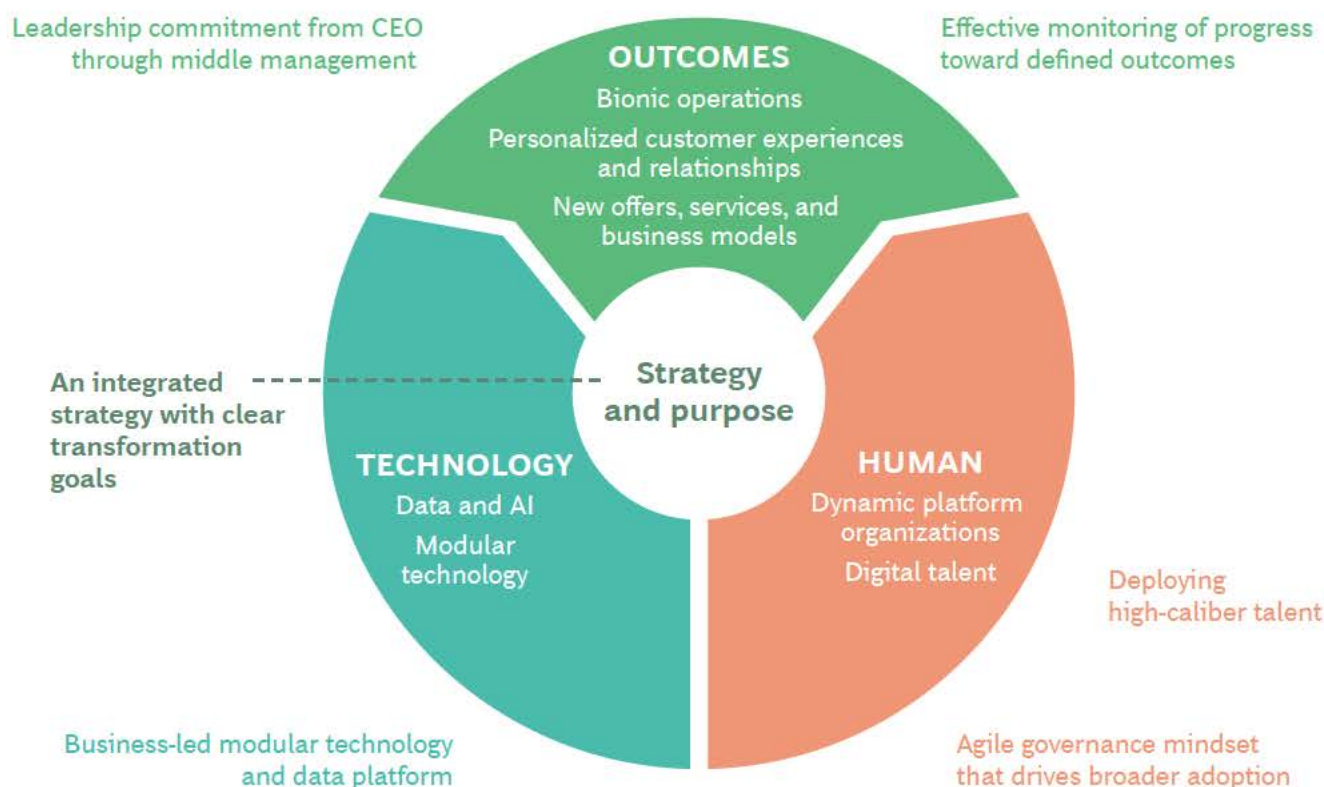 Leadership commitment from CEO
through middle management
Effective monitoring of progress
toward defined outcomes
OUTCOMES
Bionic operations
Personalized customer experiences
and relationships
New offers, services, and
business models
An integrated
strategy with clear
transformation
goals
Strategy
and purpose
TECHNOLOGY
Data and AI
Modular
technology
HUMAN
Dynamic platform
organizations
Digital talent
Deploying
high-caliber talent
Business-led modular technology
and data platform
Agile governance mindset
that drives broader adoption